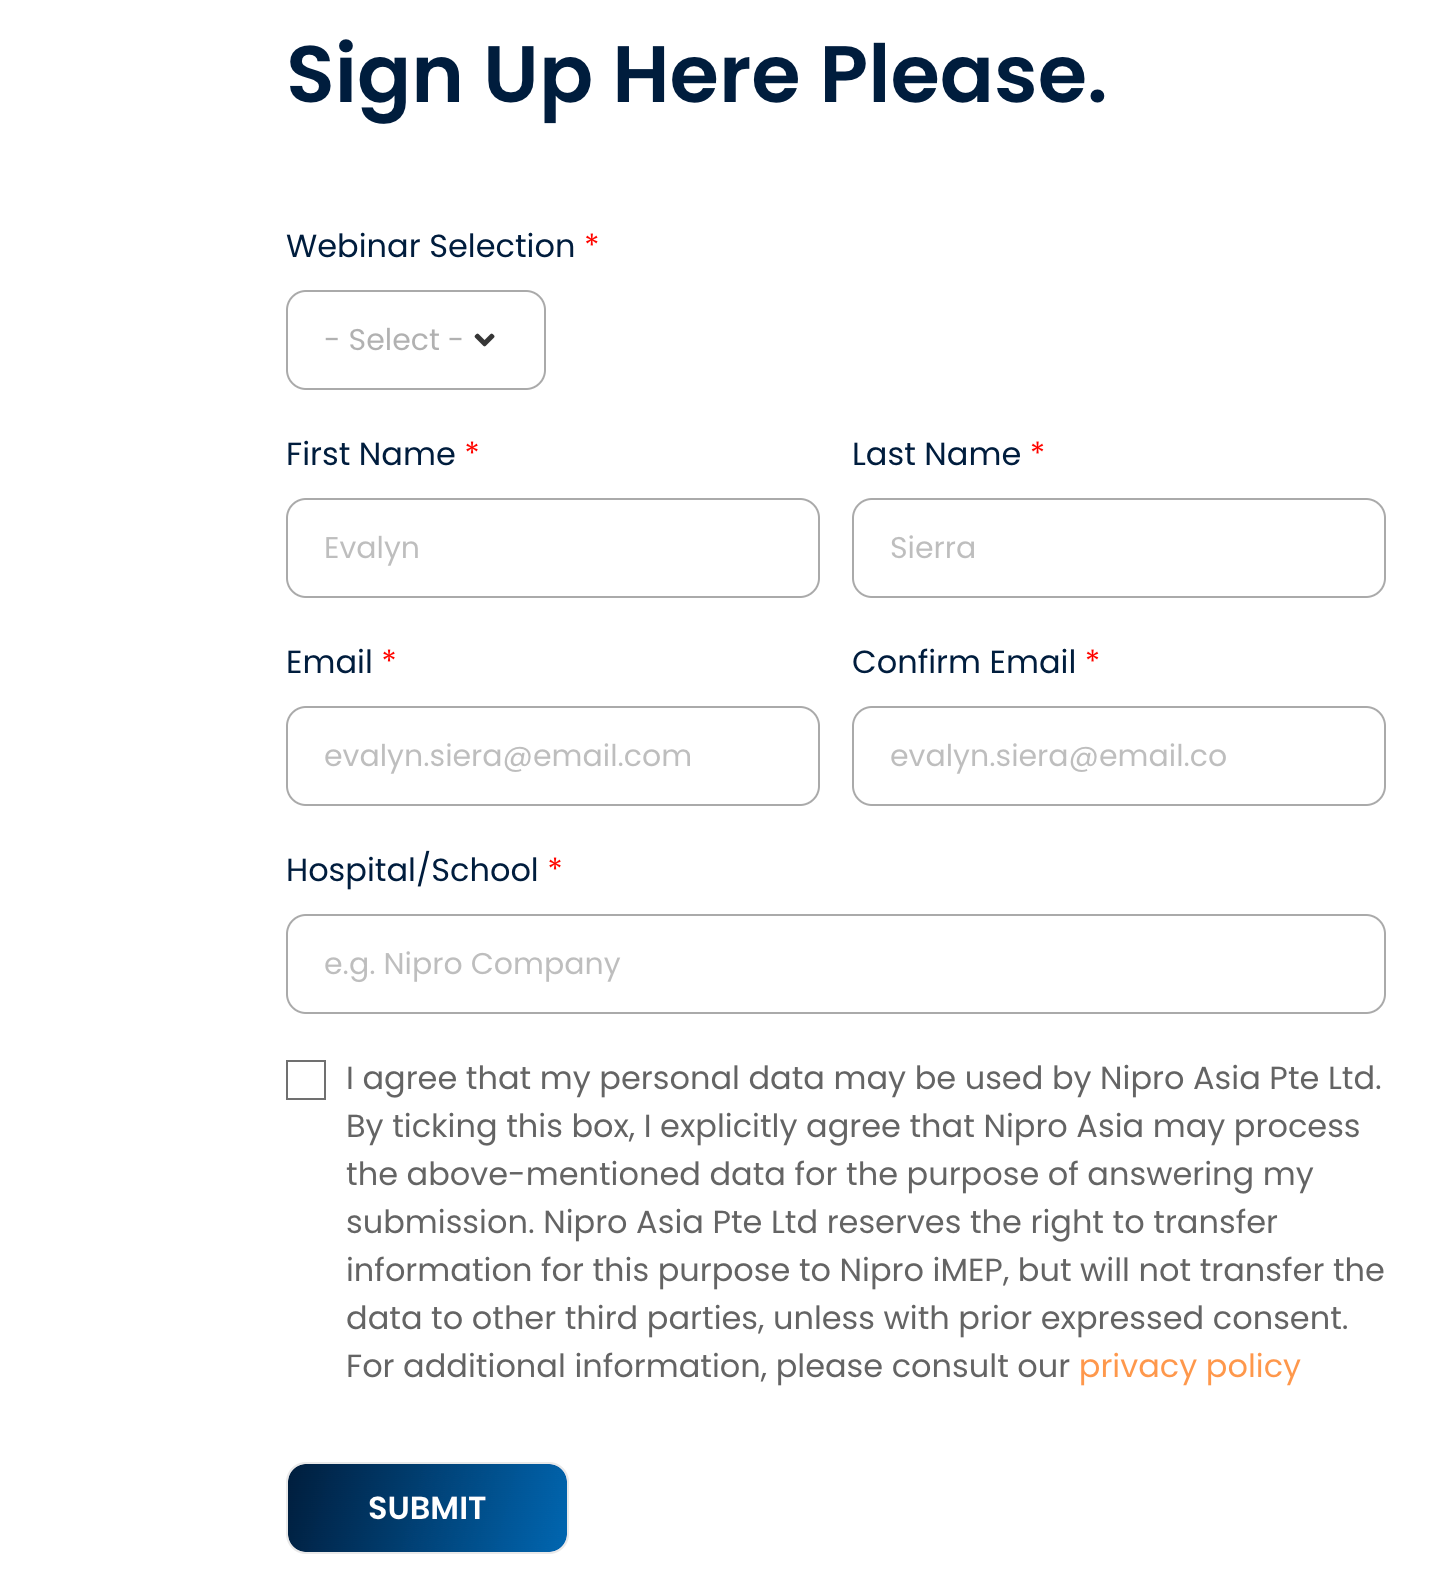 Sign Up Here Please.
Webinar Selection *
- Select -
First Name *
Last Name *
Evalyn
Sierra
Email *
Confirm Email *
evalyn.siera@email.com
evalyn.siera@email.co
Hospital/School *
e.g. Nipro Company
I agree that my personal data may be used by Nipro Asia Pte Ltd.
By ticking this box, I explicitly agree that Nipro Asia may process
the above-mentioned data for the purpose of answering my
submission. Nipro Asia Pte Ltd reserves the right to transfer
information for this purpose to Nipro iMEP, but will not transfer the
data to other third parties, unless with prior expressed consent.
For additional information, please consult our privacy policy
SUBMIT